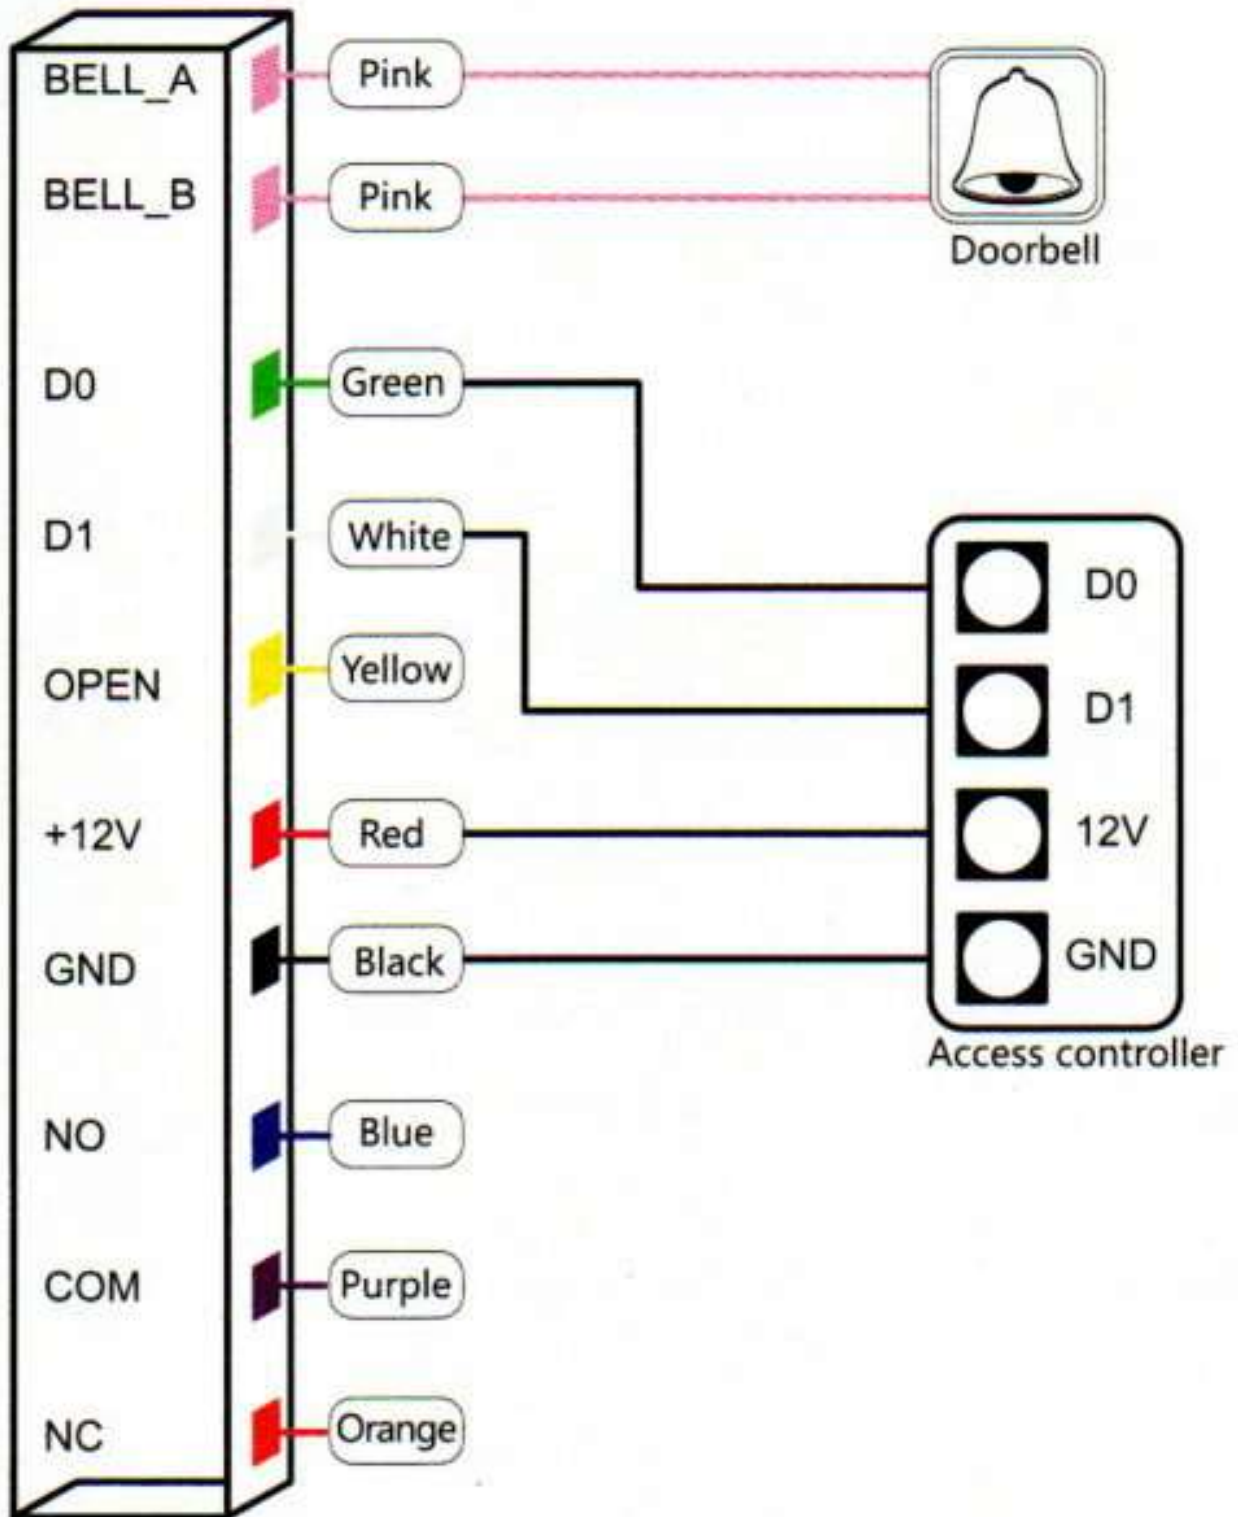 BELL_A
Pink
BELL_B
Pink
Doorbell
D0
Green
D1
White
OPEN
Yellow
+12V
Red
GND
Black
NO
Blue
COM
Purple
NC
Orange
D0
D1
12V
GND
Access controller